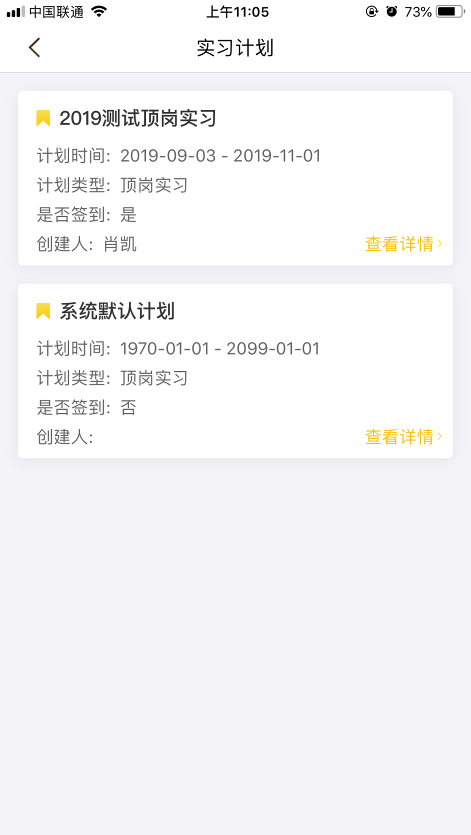 中国联通 上午11:05 73%
实习计划
2019测试顶岗实习
计划时间: 2019-09-03 - 2019-11-01
计划类型: 顶岗实习
是否签到: 是
创建人: 肖凯 查看详情
系统默认计划
计划时间: 1970-01-01 - 2099-01-01
计划类型: 顶岗实习
是否签到: 否
创建人: 查看详情